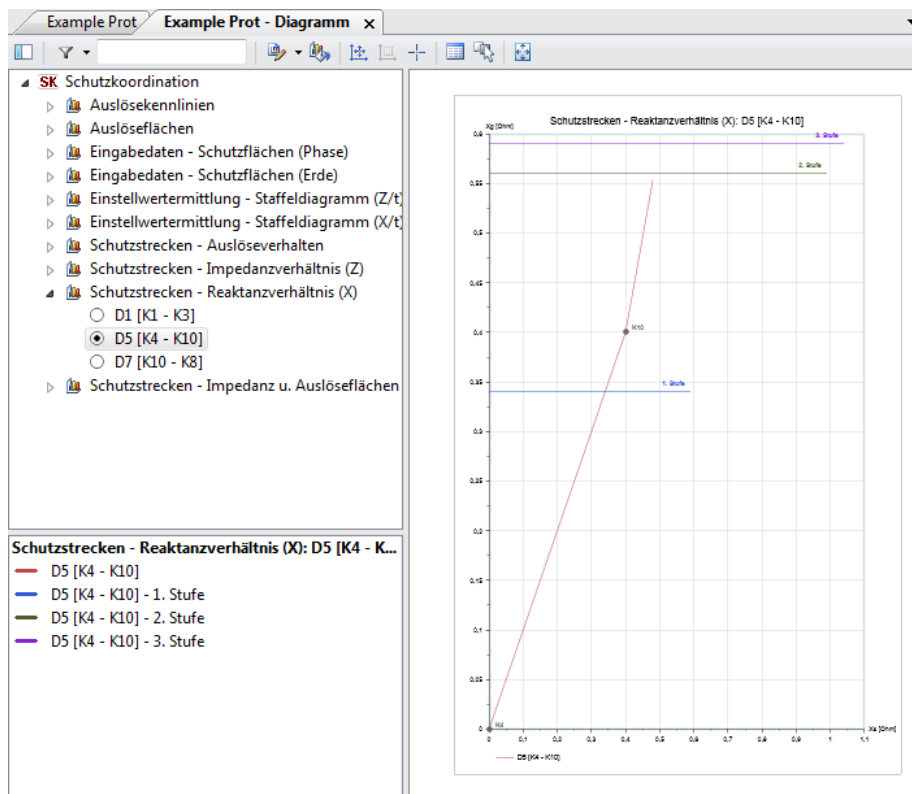 Example Prot
Example Prot - Diagramm
SK Schutzkoordination
Auslösekennlinien
Auslöseflächen
Eingabedaten - Schutzflächen (Phase)
Eingabedaten - Schutzflächen (Erde)
Einstellwertermittlung - Staffeldiagramm (Z/t)
Einstellwertermittlung - Staffeldiagramm (X/t)
Schutzstrecken - Auslöseverhalten
Schutzstrecken - Impedanzverhältnis (Z)
Schutzstrecken - Reaktanzverhältnis (X)
D1 [K1 - K3]
D5 [K4 - K10]
D7 [K10 - K8]
Schutzstrecken - Impedanz u. Auslöseflächen
Schutzstrecken - Reaktanzverhältnis (X): D5 [K4 - K...
D5 [K4 - K10]
D5 [K4 - K10] - 1. Stufe
D5 [K4 - K10] - 2. Stufe
D5 [K4 - K10] - 3. Stufe
Schutzstrecken - Reaktanzverhältnis (X): D5 [K4 - K10]
0,6
3. Stufe
2. Stufe
0,55
0,5
0,45
0,4
K10
0,35
1. Stufe
0,3
0,25
0,2
0,15
0,1
0,05
0
K4
0 0,1 0,2 0,3 0,4 0,5 0,6 0,7 0,8 0,9 1 1,1
D5 [K4 - K10]